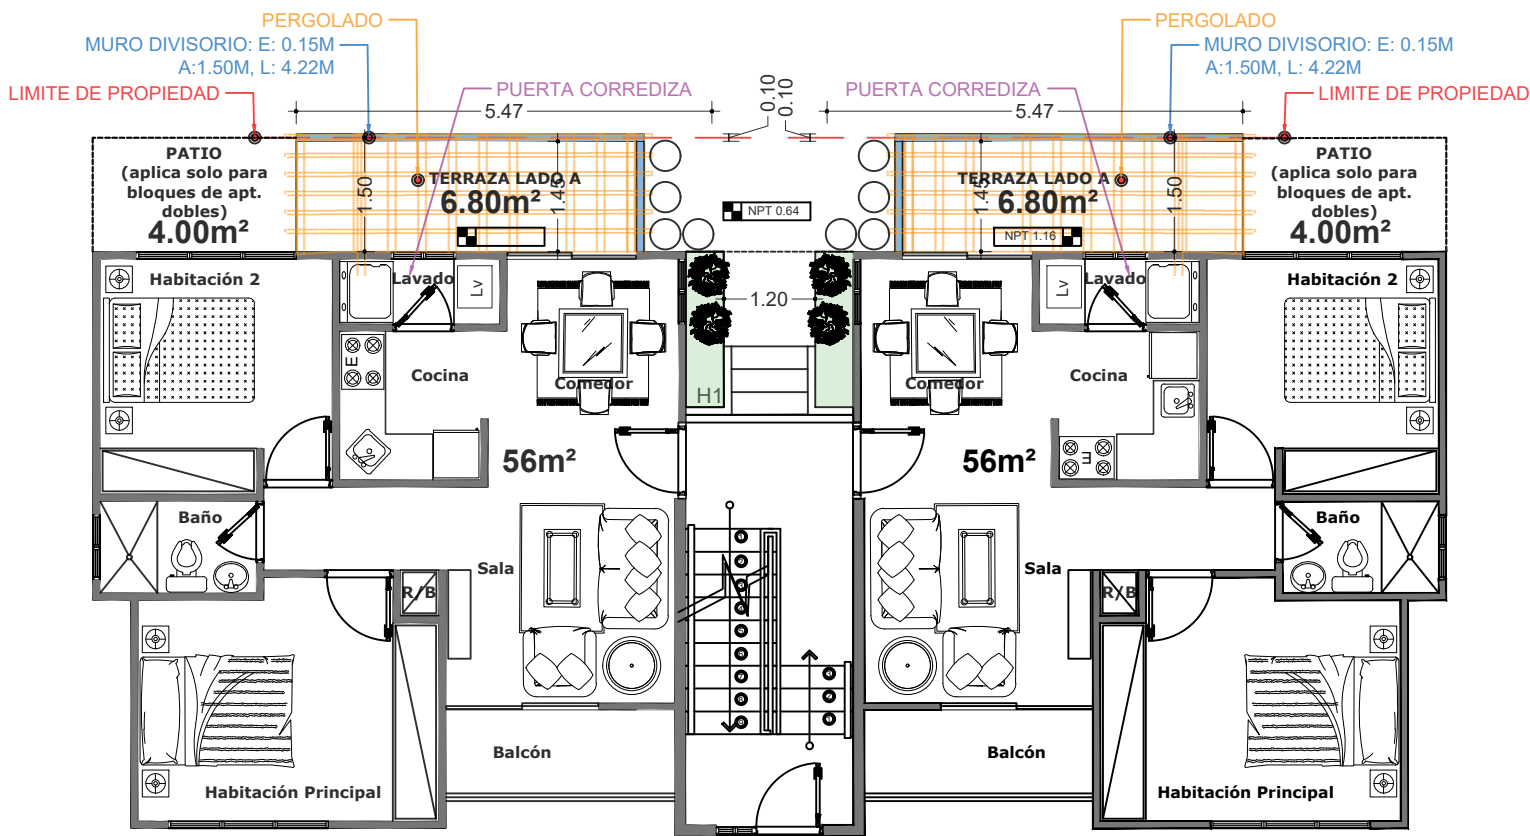 PERGOLADO
PERGOLADO
MURO DIVISORIO: E: 0.15M
A:1.50M, L: 4.22M
MURO DIVISORIO: E: 0.15M
A:1.50M, L: 4.22M
LIMITE DE PROPIEDAD
PUERTA CORREDIZA
PUERTA CORREDIZA
LIMITE DE PROPIEDAD
5.47
0.10
0.10
5.47
PATIO
(aplica solo para
bloques de apt.
dobles)
4.00m²
1.50
TERRAZA LADO A
6.80m²
1.45
NPT 0.64
TERRAZA LADO A
6.80m²
1.45
1.50
NPT 1.16
PATIO
(aplica solo para
bloques de apt.
dobles)
4.00m²
Habitación 2
Lavado
Lv
1.20
Lv
Lavado
Habitación 2
E
Cocina
Comedor
H1
Comedor
Cocina
E
56m²
56m²
Baño
Baño
Sala
Sala
R/B
R/B
Balcón
Balcón
Habitación Principal
Habitación Principal